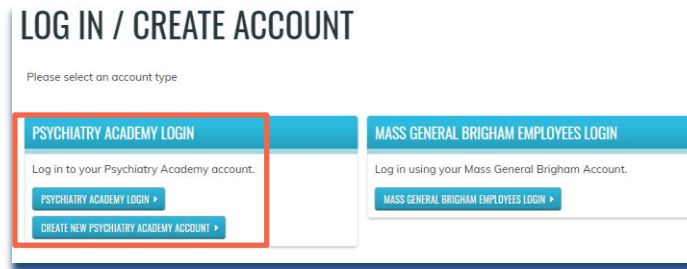 LOG IN / CREATE ACCOUNT
Please select an account type
PSYCHIATRY ACADEMY LOGIN
Log in to your Psychiatry Academy account.
PSYCHIATRY ACADEMY LOGIN ▸
CREATE NEW PSYCHIATRY ACADEMY ACCOUNT ▸
MASS GENERAL BRIGHAM EMPLOYEES LOGIN
Log in using your Mass General Brigham Account.
MASS GENERAL BRIGHAM EMPLOYEES LOGIN ▸